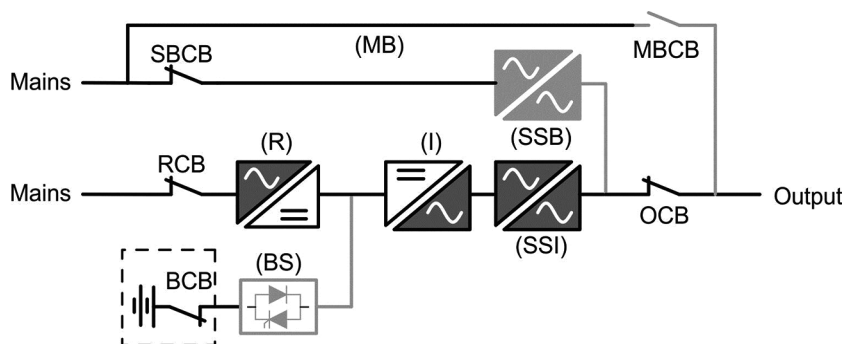 (MB)
MBCB
SBCB
Mains
(SSB)
(R)
(I)
RCB
Mains
Output
OCB
(SSI)
(BS)
BCB